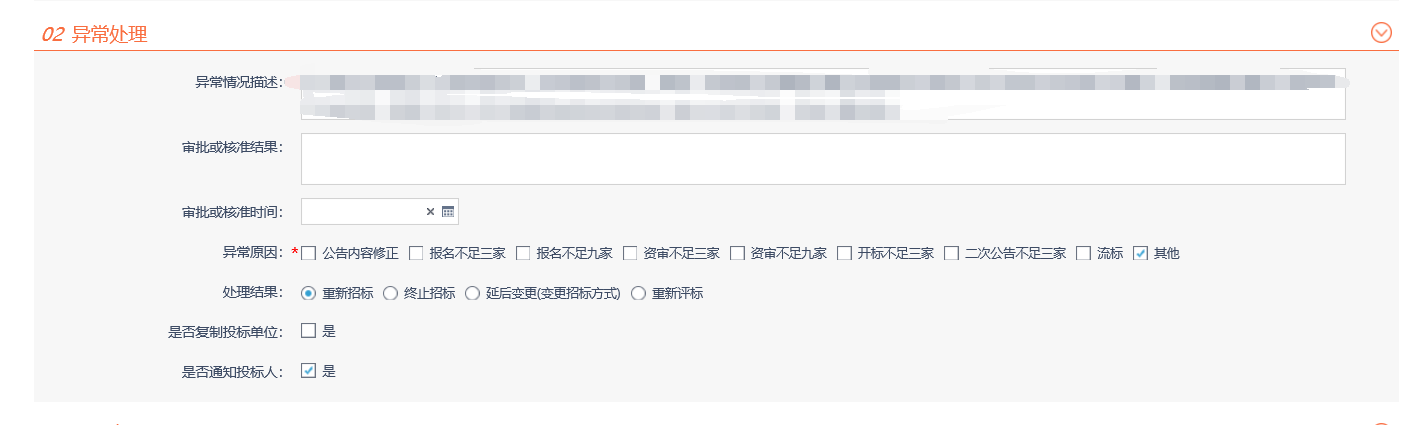 02 异常处理
异常情况描述：
审批或核准结果：
审批或核准时间：
异常原因：* 公告内容修正 报名不足三家 报名不足九家 资审不足三家 资审不足九家 开标不足三家 二次公告不足三家 流标 其他
处理结果： 重新招标 终止招标 延后变更(变更招标方式) 重新评标
是否复制投标单位： 是
是否通知投标人： 是